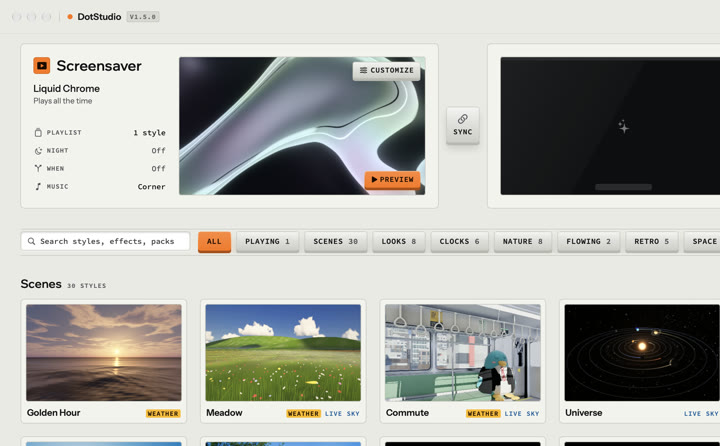 DotStudio V1.5.0
Screensaver
Liquid Chrome
Plays all the time
PLAYLIST 1 style
NIGHT Off
WHEN Off
MUSIC Corner
CUSTOMIZE
PREVIEW
SYNC
Search styles, effects, packs
ALL
PLAYING 1
SCENES 30
LOOKS 8
CLOCKS 6
NATURE 8
FLOWING 2
RETRO 5
SPACE
Scenes 30 STYLES
Golden Hour WEATHER
Meadow WEATHER LIVE SKY
Commute WEATHER LIVE SKY
Universe LIVE SKY